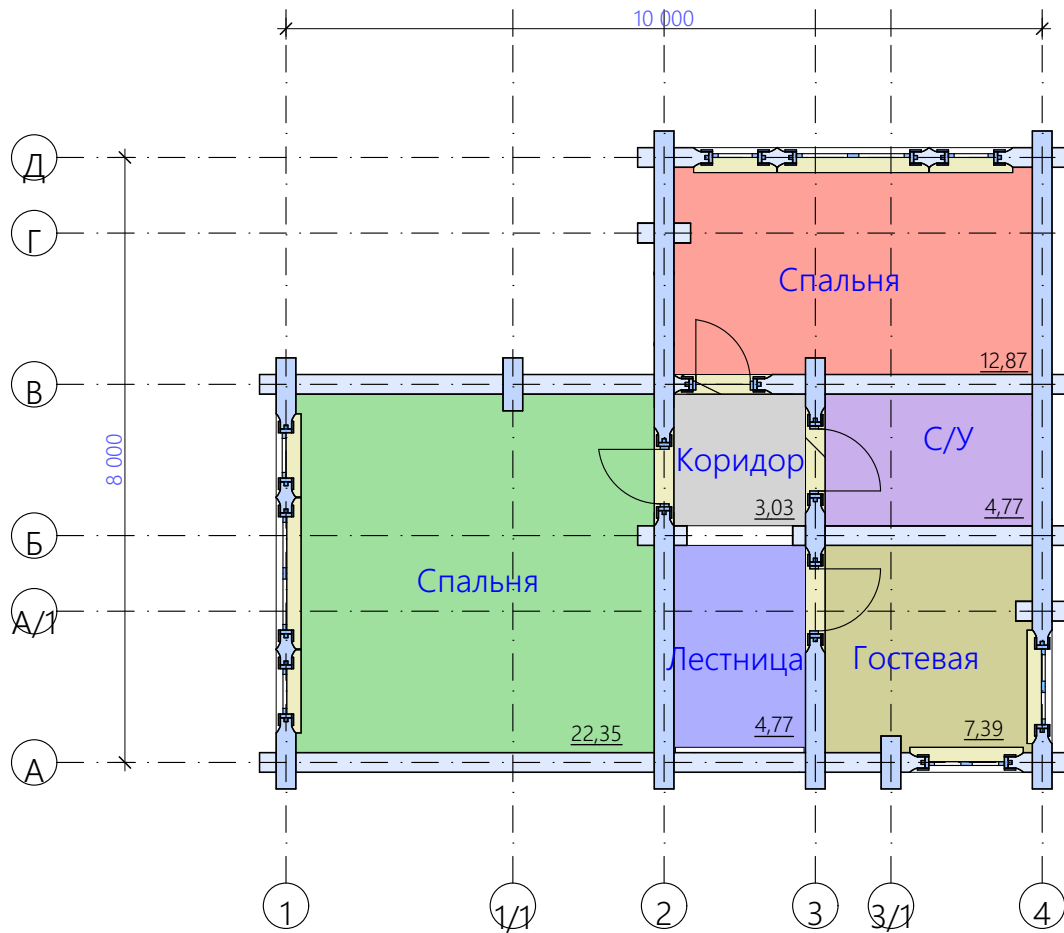 10 000
Д
Г
Спальня
12,87
В
С/У
8 000
Коридор
3,03
4,77
Б
Спальня
А/1
Лестница
Гостевая
22,35
4,77
7,39
А
1
1/1
2
3
3/1
4